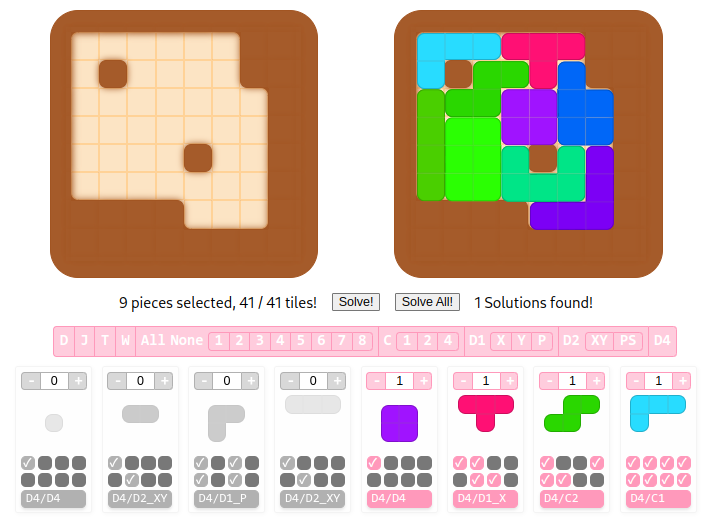 9 pieces selected, 41 / 41 tiles! Solve! Solve All! 1 Solutions found!
D J T W All None 1 2 3 4 5 6 7 8 C 1 2 4 D1 X Y P D2 XY PS D4
- 0 + - 0 + - 0 + - 0 + - 1 + - 1 + - 1 + - 1 +
D4/D4 D4/D2_XY D4/D1_P D4/D2_XY D4/D4 D4/D1_X D4/C2 D4/C1